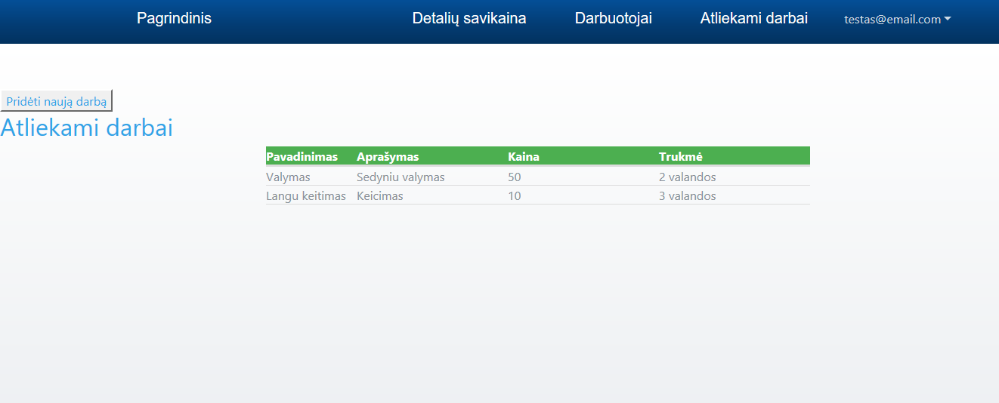 Pagrindinis Detalių savikaina Darbuotojai Atliekami darbai testas@email.com
Pridėti naują darbą
Atliekami darbai
Pavadinimas Aprašymas Kaina Trukmė
Valymas Sedyniu valymas 50 2 valandos
Langu keitimas Keicimas 10 3 valandos